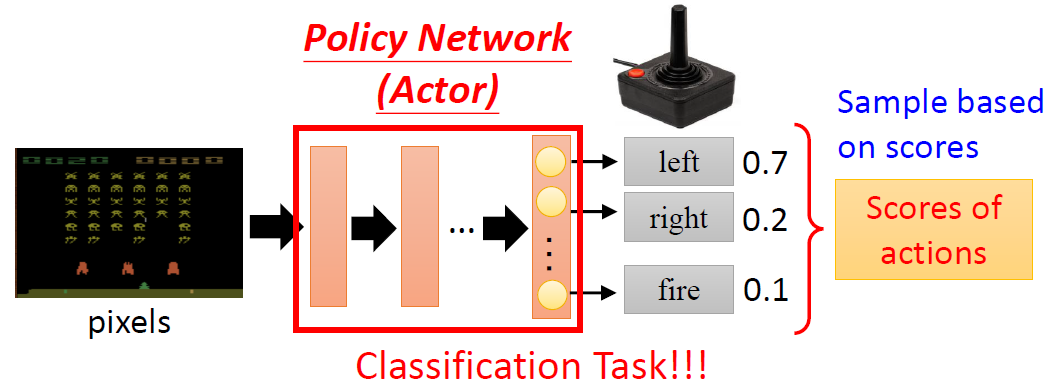 Policy Network
(Actor)
Sample based
on scores
0020 0000
left 0.7
right 0.2
fire 0.1
...
Scores of
actions
pixels
Classification Task!!!